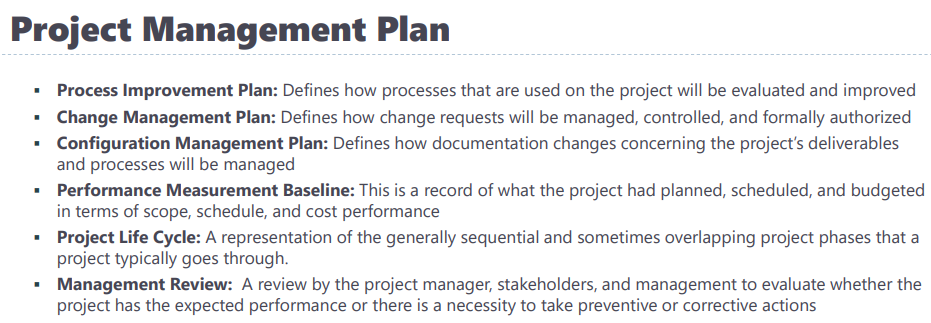 Project Management Plan
▪ Process Improvement Plan: Defines how processes that are used on the project will be evaluated and improved
▪ Change Management Plan: Defines how change requests will be managed, controlled, and formally authorized
▪ Configuration Management Plan: Defines how documentation changes concerning the project’s deliverables
and processes will be managed
▪ Performance Measurement Baseline: This is a record of what the project had planned, scheduled, and budgeted
in terms of scope, schedule, and cost performance
▪ Project Life Cycle: A representation of the generally sequential and sometimes overlapping project phases that a
project typically goes through.
▪ Management Review:  A review by the project manager, stakeholders, and management to evaluate whether the
project has the expected performance or there is a necessity to take preventive or corrective actions